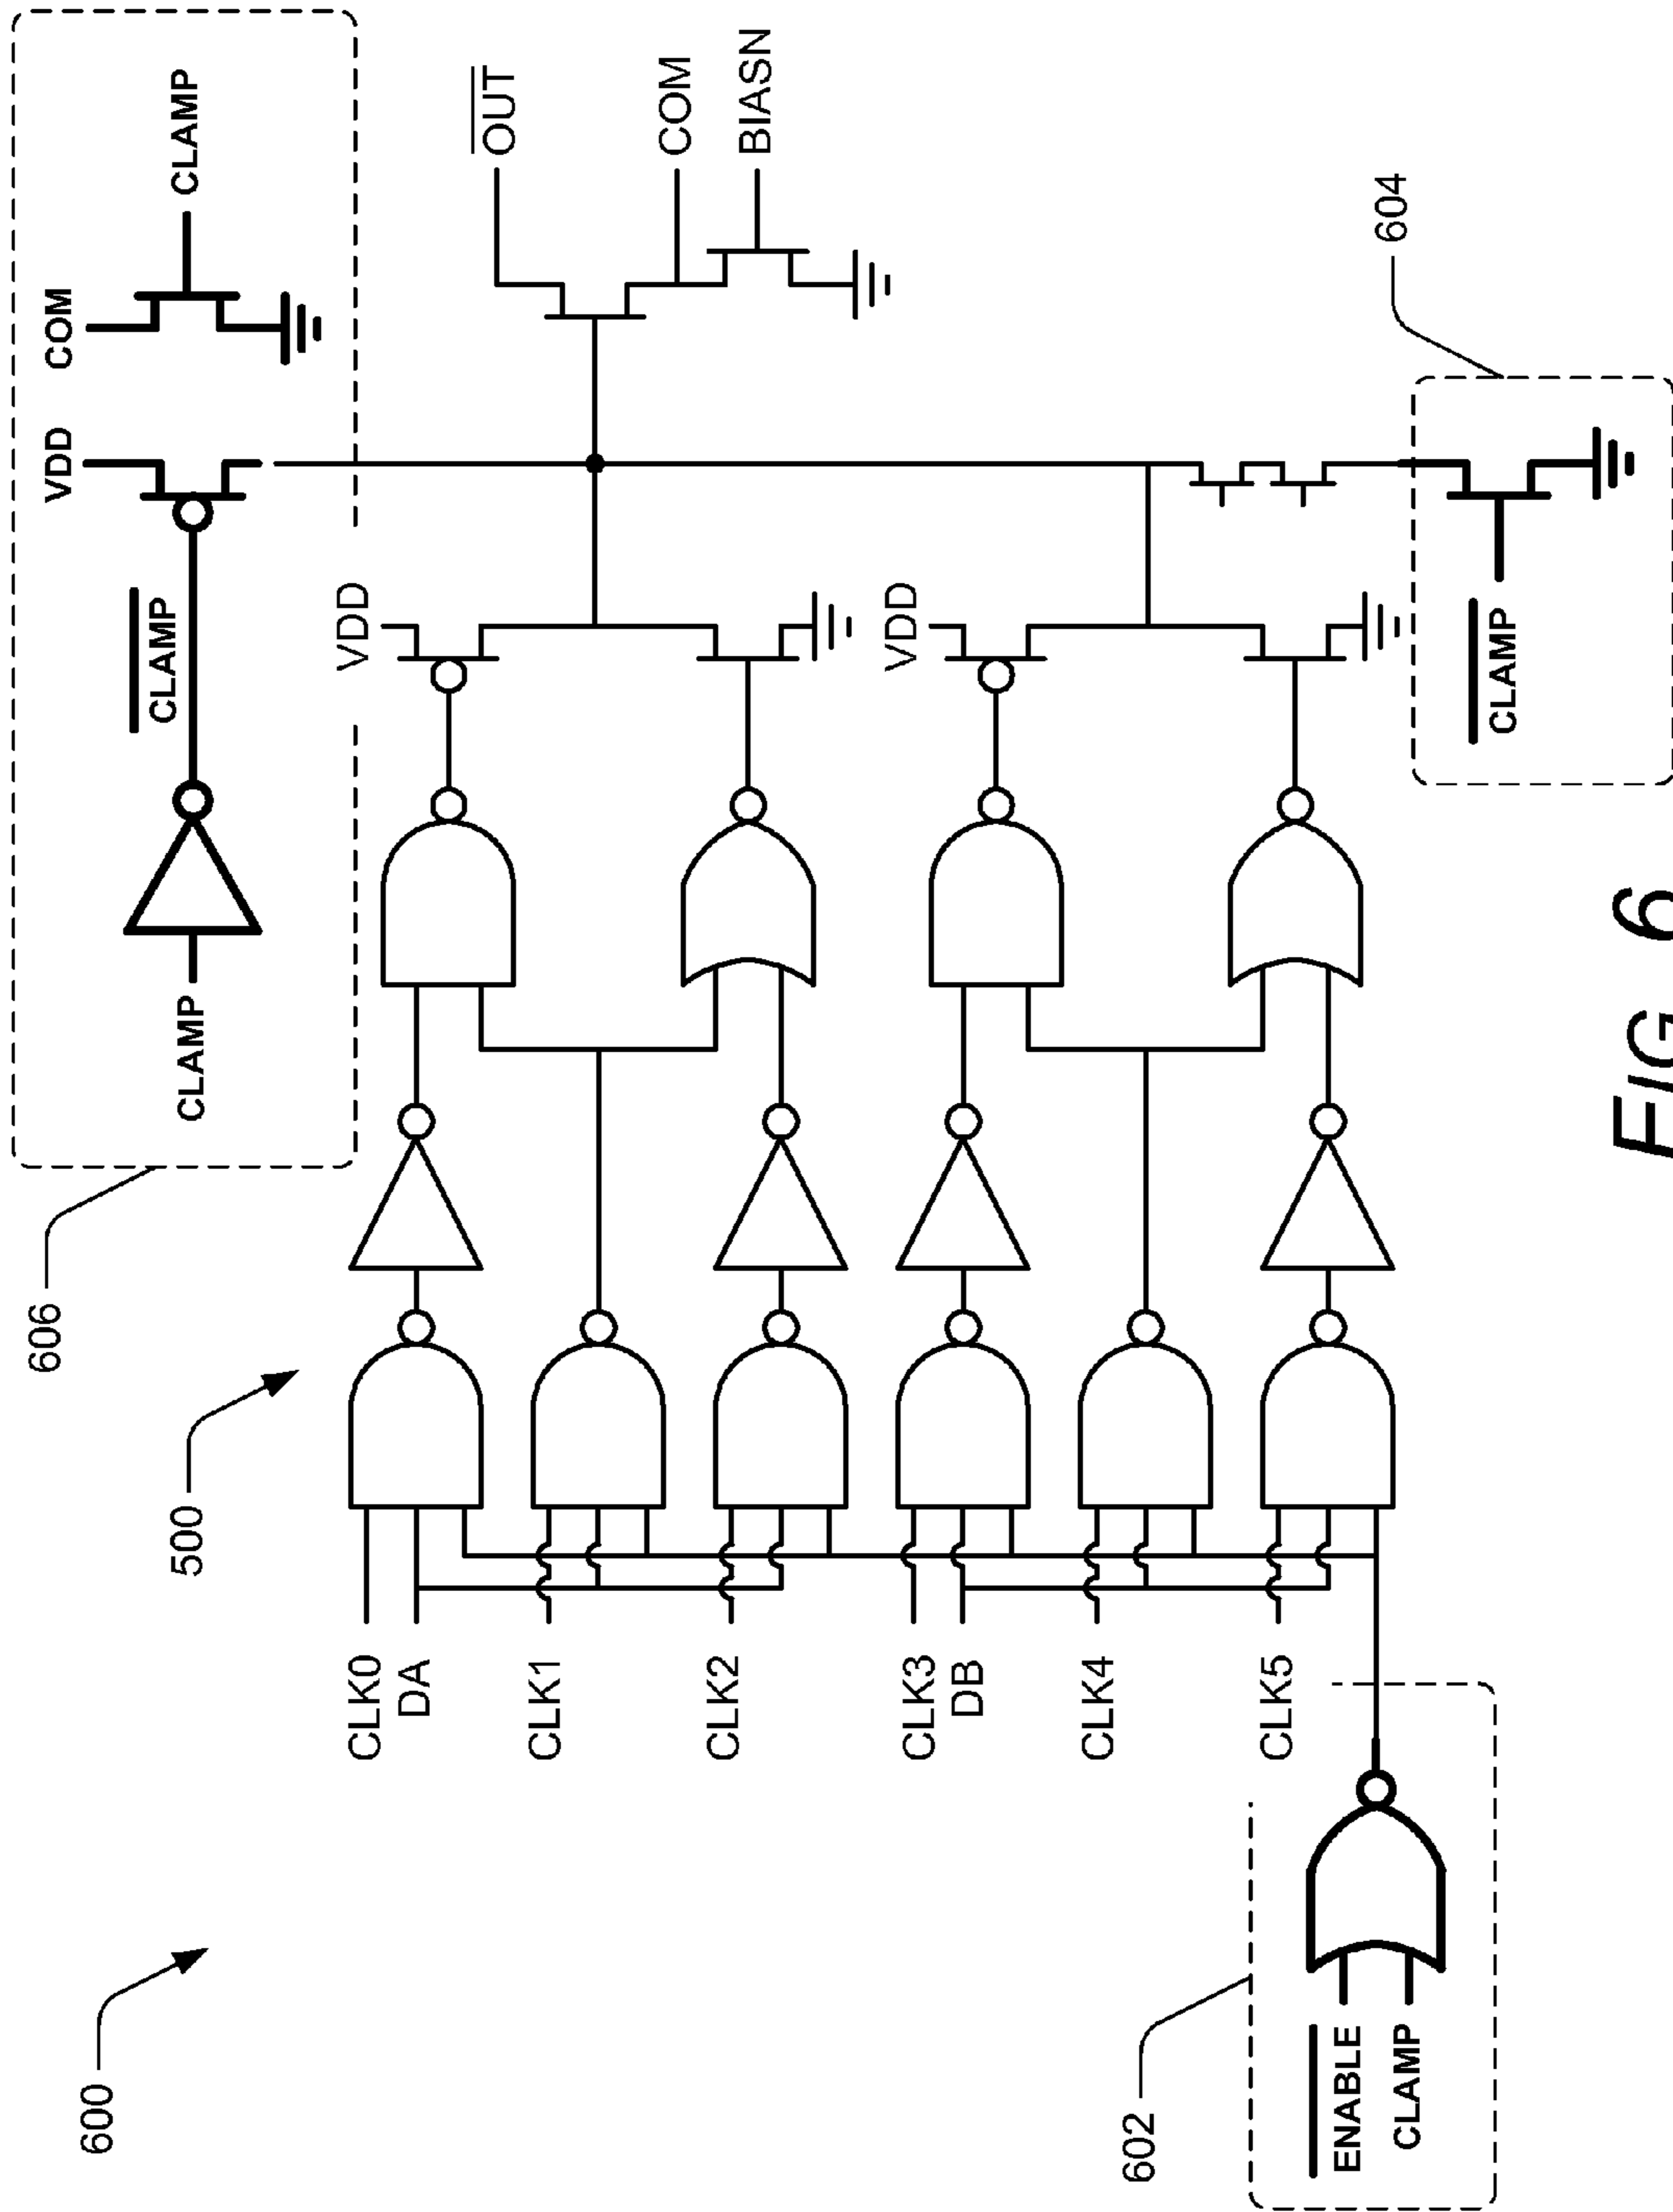 606
VDD
COM
600
CLAMP
CLAMP
CLAMP
500
VDD
CLK0
DA
OUT
CLK1
COM
CLK2
BIASN
VDD
CLK3
DB
CLK4
602
CLK5
ENABLE
604
CLAMP
CLAMP
FIG 6